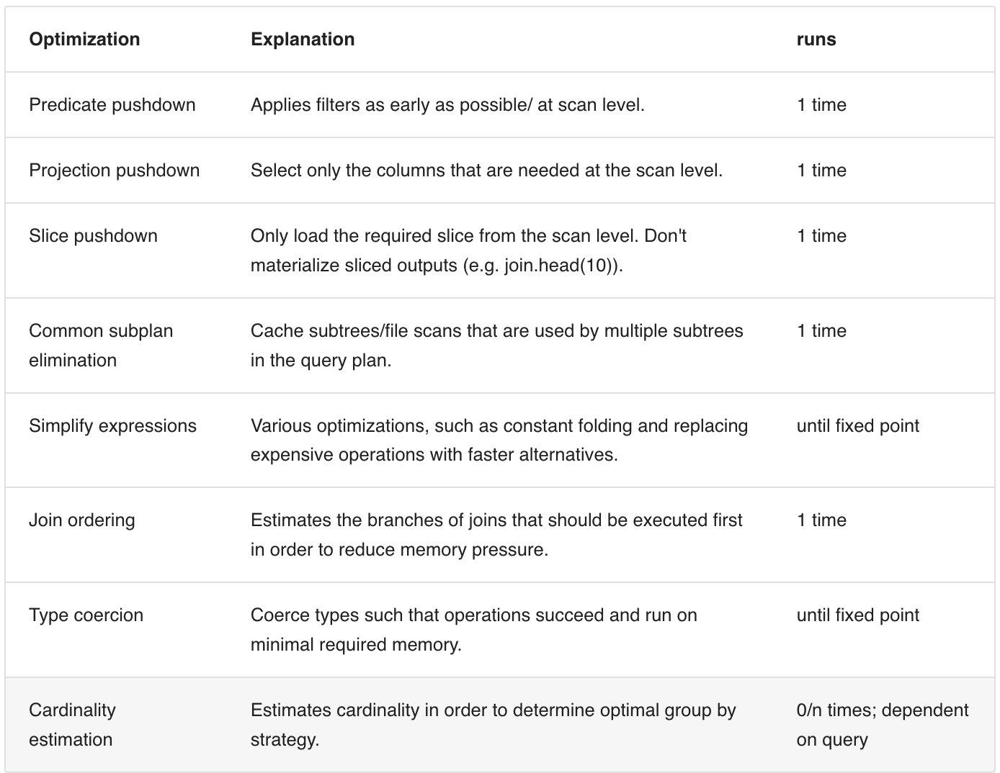 Optimization Explanation runs
Predicate pushdown Applies filters as early as possible/ at scan level. 1 time
Projection pushdown Select only the columns that are needed at the scan level. 1 time
Slice pushdown Only load the required slice from the scan level. Don't 1 time
materialize sliced outputs (e.g. join.head(10)).
Common subplan Cache subtrees/file scans that are used by multiple subtrees 1 time
elimination in the query plan.
Simplify expressions Various optimizations, such as constant folding and replacing until fixed point
expensive operations with faster alternatives.
Join ordering Estimates the branches of joins that should be executed first 1 time
in order to reduce memory pressure.
Type coercion Coerce types such that operations succeed and run on until fixed point
minimal required memory.
Cardinality Estimates cardinality in order to determine optimal group by 0/n times; dependent
estimation strategy. on query